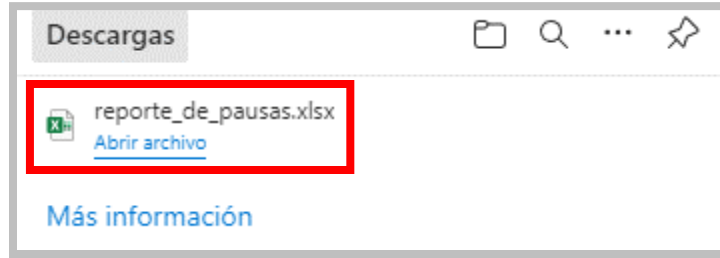 Descargas
reporte_de_pausas.xlsx
Abrir archivo
Más información